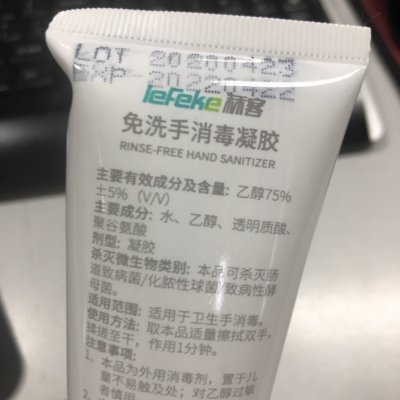 LOT 20200423
EXP 20220422
lefeke 秝客
免洗手消毒凝胶
RINSE-FREE HAND SANITIZER
主要有效成分及含量：乙醇75%
±5%（V/V）
主要成分：水、乙醇、透明质酸、
聚谷氨酸
剂型：凝胶
杀灭微生物类别：本品可杀灭肠
道致病菌/化脓性球菌/致病性酵
母菌。
适用范围：适用于卫生手消毒。
使用方法：取本品适量擦拭双手，
揉搓至干，作用1分钟。
注意事项：
1、本品为外用消毒剂，置于儿
童不易触及处；对乙醇过敏
者慎用